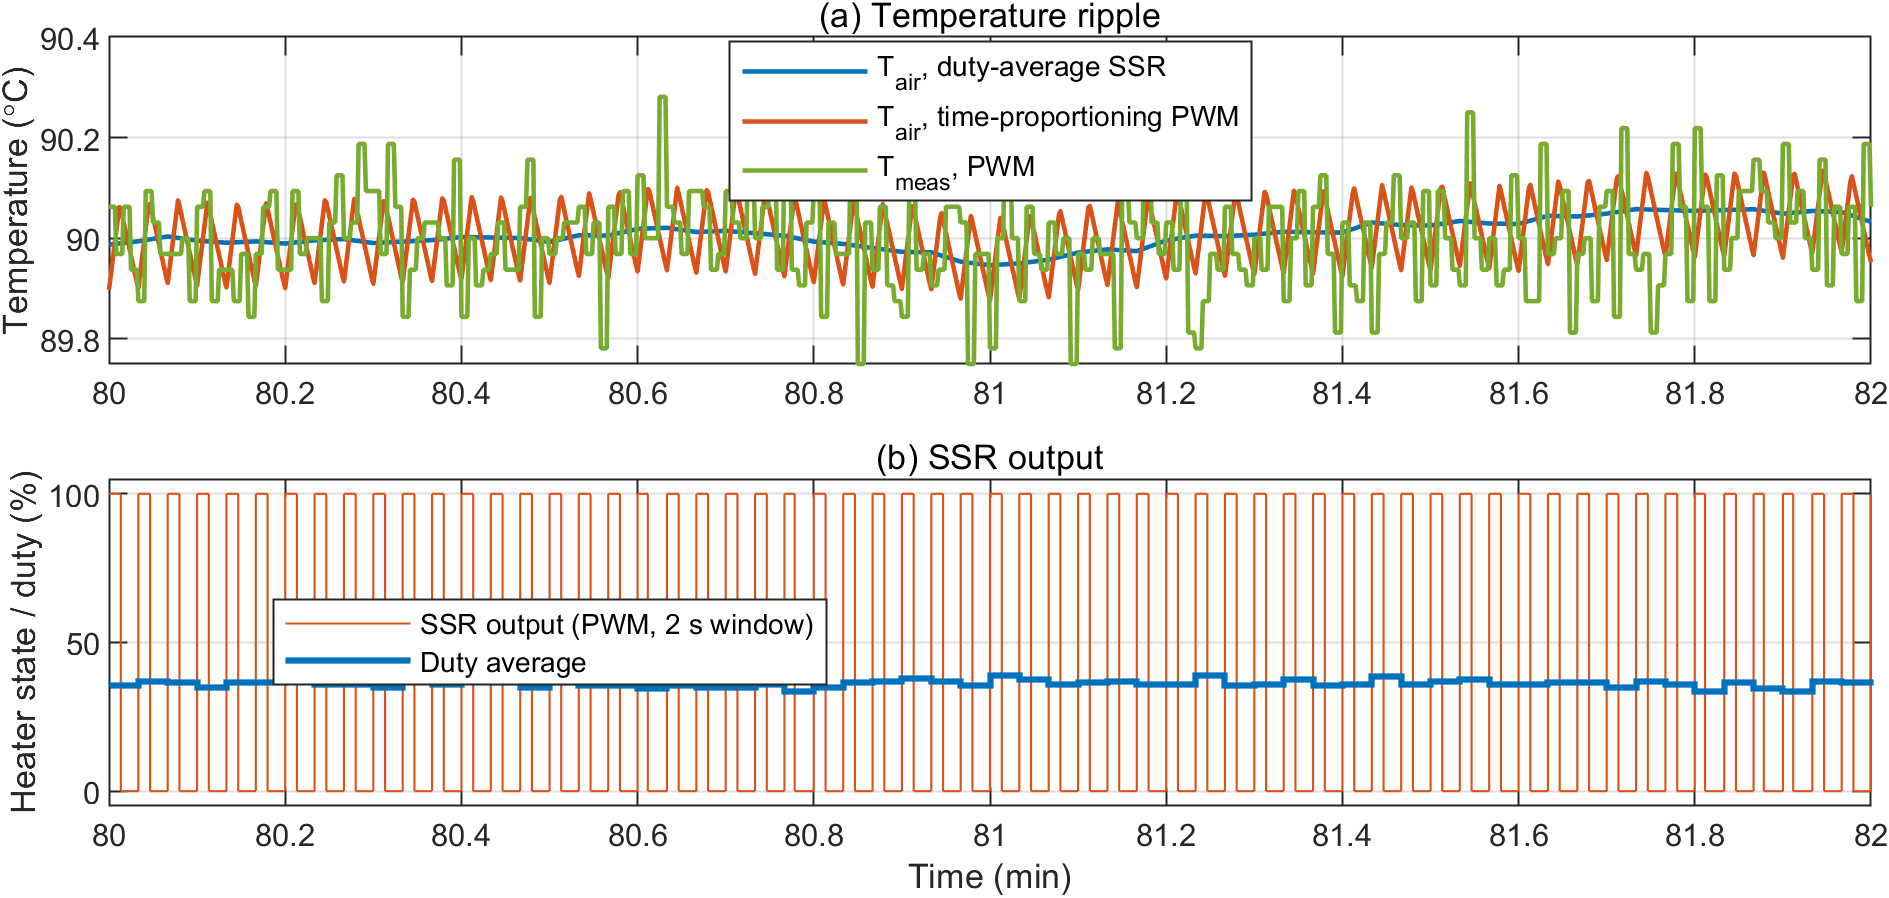 (a) Temperature ripple
Temperature (°C)
90.4
90.2
90
89.8
T_air, duty-average SSR
T_air, time-proportioning PWM
T_meas, PWM
80 80.2 80.4 80.6 80.8 81 81.2 81.4 81.6 81.8 82
(b) SSR output
Heater state / duty (%)
100
50
0
SSR output (PWM, 2 s window)
Duty average
80 80.2 80.4 80.6 80.8 81 81.2 81.4 81.6 81.8 82
Time (min)